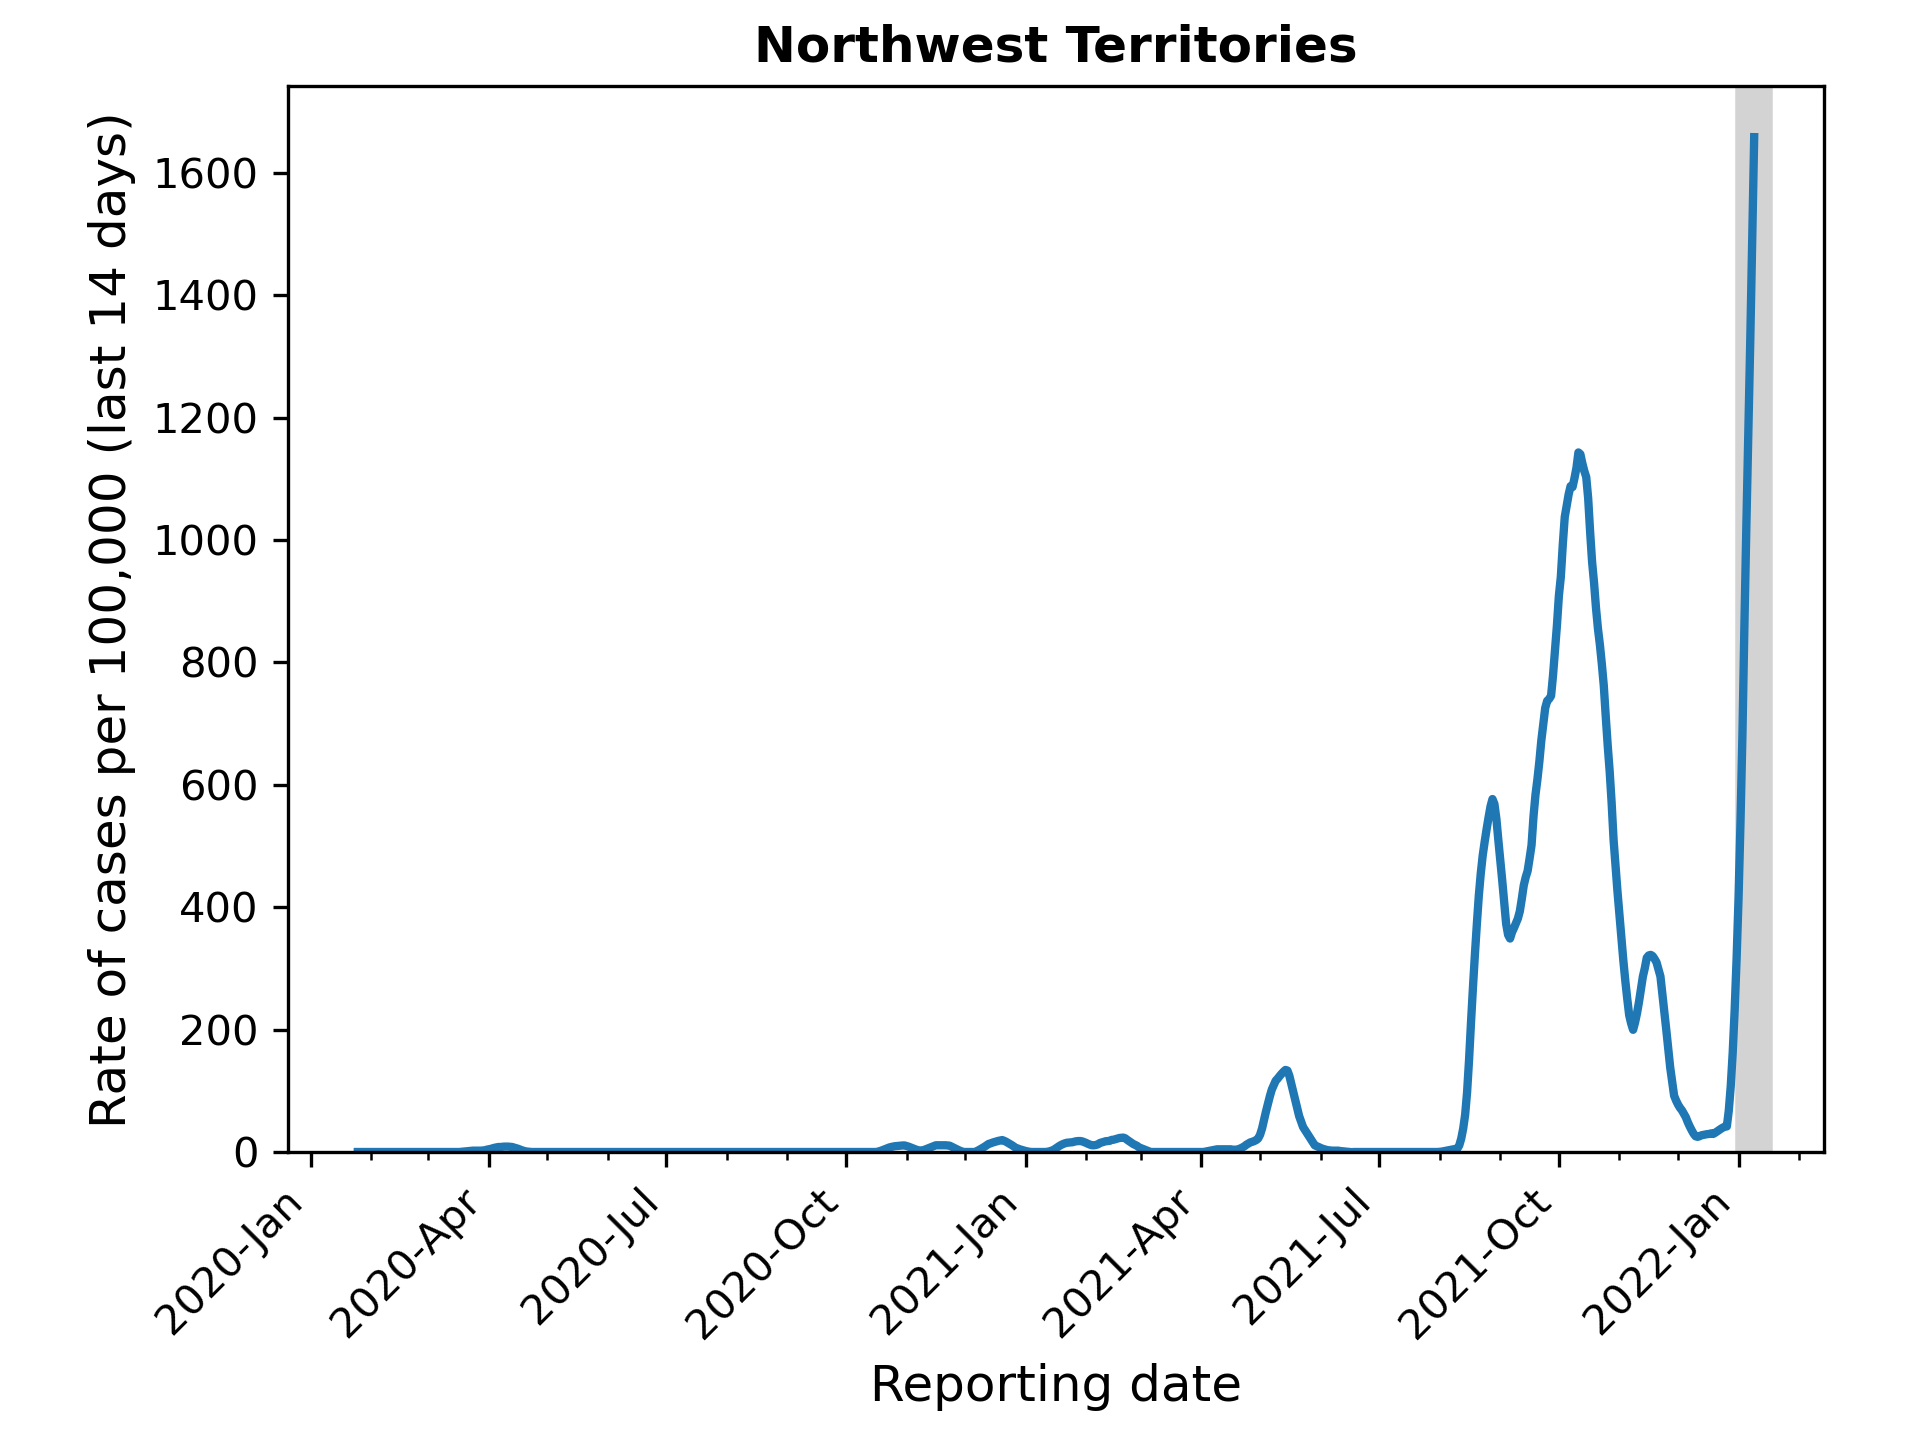 Northwest Territories
Rate of cases per 100,000 (last 14 days)
1600
1400
1200
1000
800
600
400
200
0
2020-Jan
2020-Apr
2020-Jul
2020-Oct
2021-Jan
2021-Apr
2021-Jul
2021-Oct
2022-Jan
Reporting date